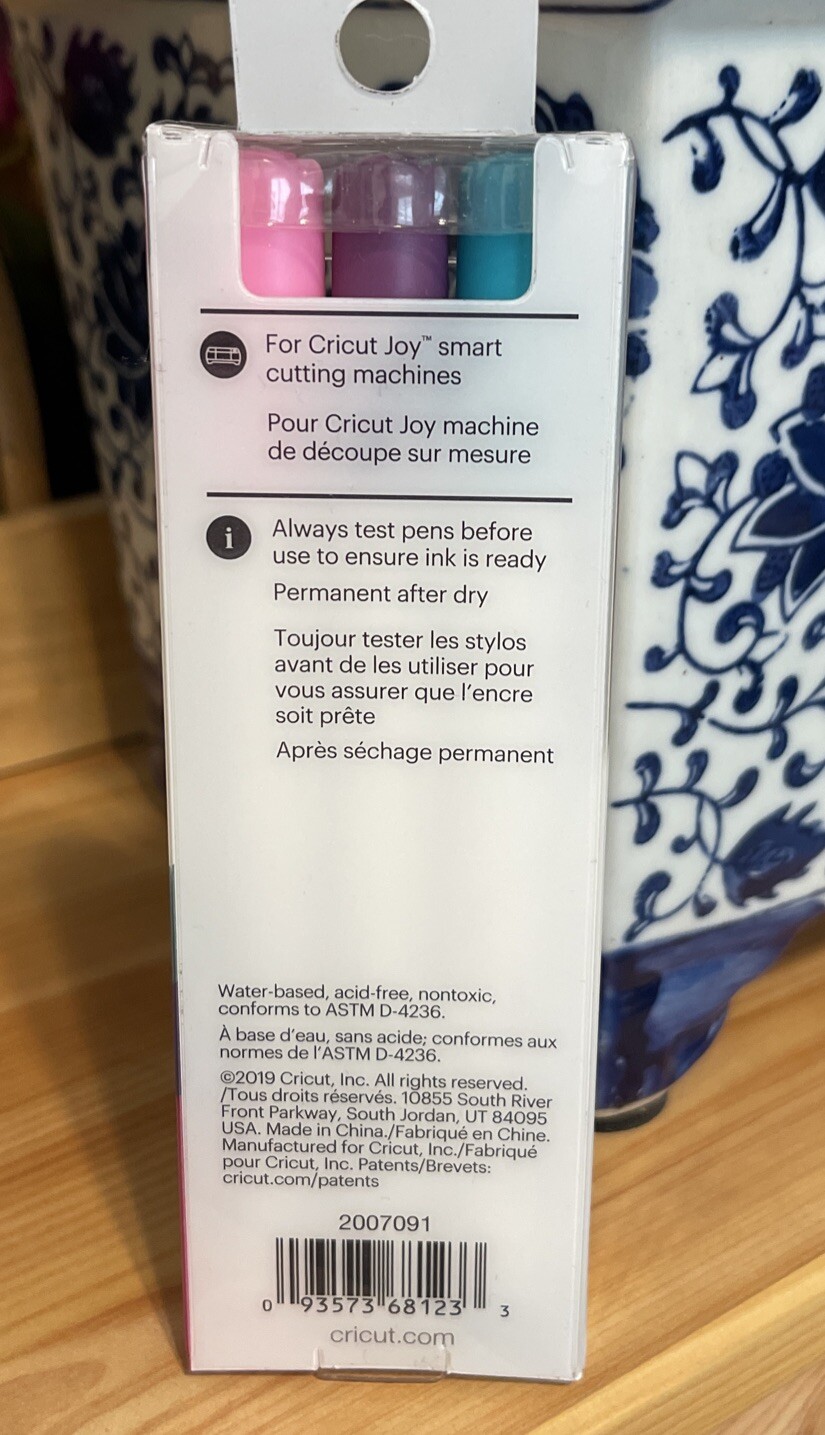 For Cricut Joy™ smart
cutting machines
Pour Cricut Joy machine
de découpe sur mesure
i
Always test pens before
use to ensure ink is ready
Permanent after dry
Toujour tester les stylos
avant de les utiliser pour
vous assurer que l'encre
soit prête
Après séchage permanent
Water-based, acid-free, nontoxic,
conforms to ASTM D-4236.
À base d'eau, sans acide; conformes aux
normes de l'ASTM D-4236.
©2019 Cricut, Inc. All rights reserved.
/Tous droits réservés. 10855 South River
Front Parkway, South Jordan, UT 84095
USA. Made in China./Fabriqué en Chine.
Manufactured for Cricut, Inc./Fabriqué
pour Cricut, Inc. Patents/Brevets:
cricut.com/patents
2007091
0 93573 68123 3
cricut.com